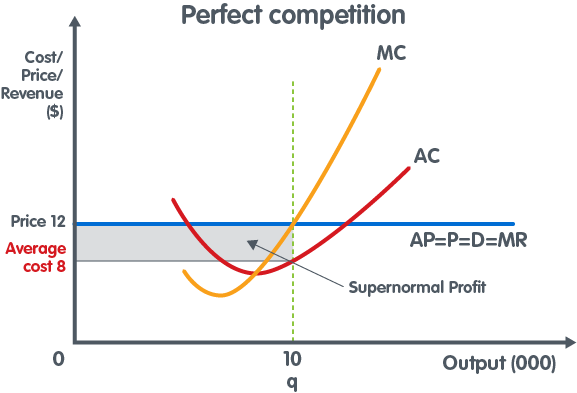 Perfect competition
Cost/
Price/
Revenue
($)
MC
AC
Price 12
AP=P=D=MR
Average
cost 8
Supernormal Profit
0
10
Output (000)
q